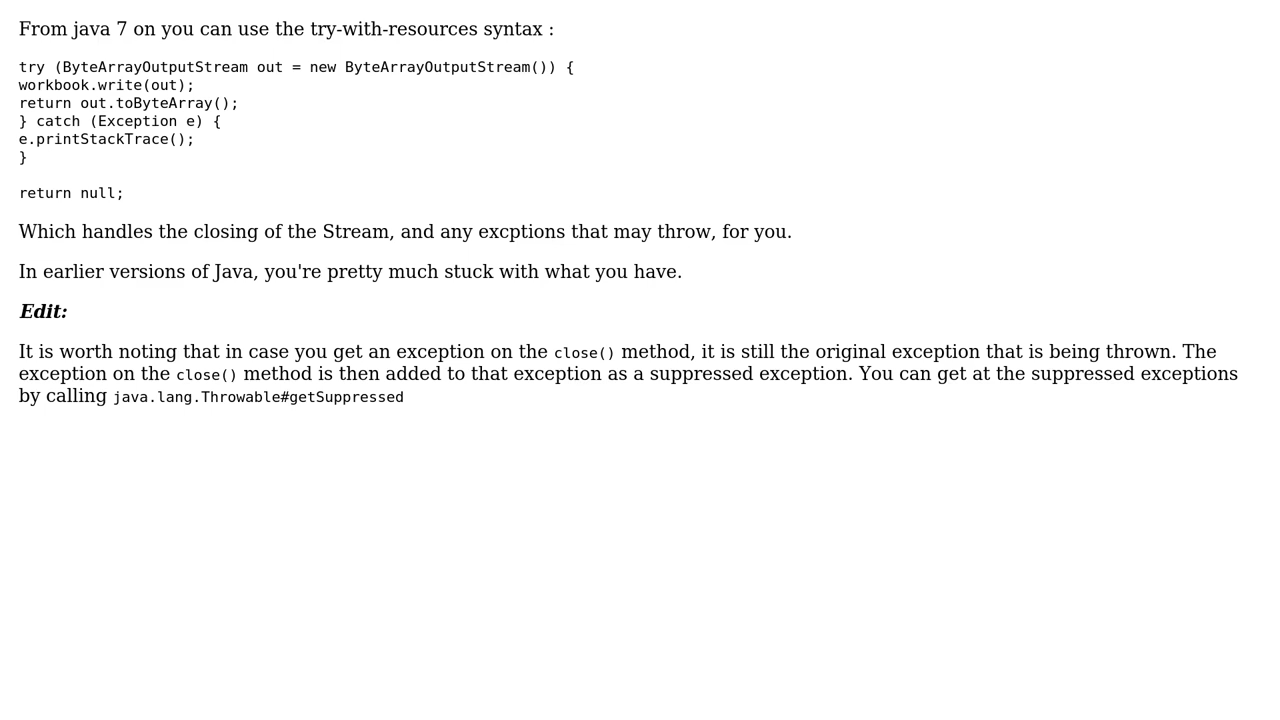 From java 7 on you can use the try-with-resources syntax :
try (ByteArrayOutputStream out = new ByteArrayOutputStream()) {
workbook.write(out);
return out.toByteArray();
} catch (Exception e) {
e.printStackTrace();
}
return null;
Which handles the closing of the Stream, and any excptions that may throw, for you.
In earlier versions of Java, you're pretty much stuck with what you have.
Edit:
It is worth noting that in case you get an exception on the close() method, it is still the original exception that is being thrown. The
exception on the close() method is then added to that exception as a suppressed exception. You can get at the suppressed exceptions
by calling java.lang.Throwable#getSuppressed